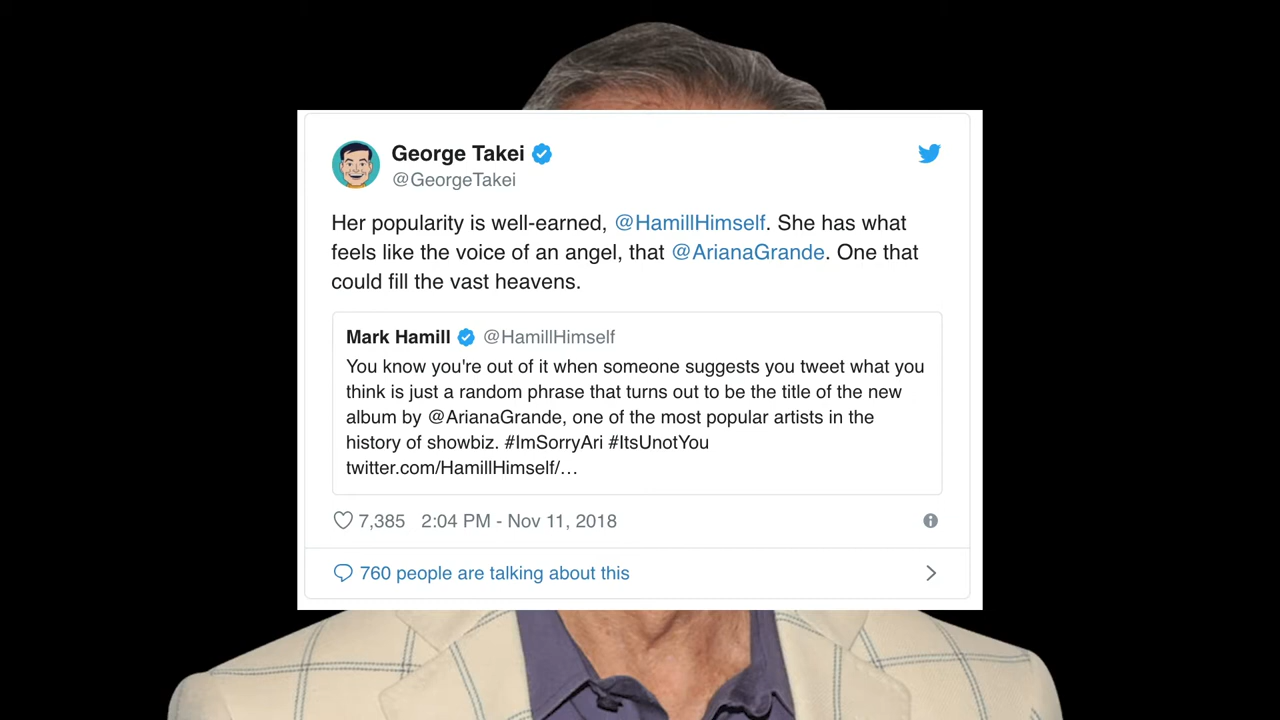 George Takei
@GeorgeTakei
Her popularity is well-earned, @HamillHimself. She has what
feels like the voice of an angel, that @ArianaGrande. One that
could fill the vast heavens.
Mark Hamill @HamillHimself
You know you're out of it when someone suggests you tweet what you
think is just a random phrase that turns out to be the title of the new
album by @ArianaGrande, one of the most popular artists in the
history of showbiz. #ImSorryAri #ItsUnotYou
twitter.com/HamillHimself/…
7,385 2:04 PM - Nov 11, 2018
760 people are talking about this